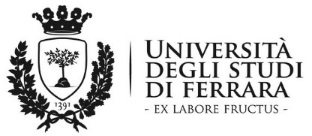 1391
UNIVERSITÀ
DEGLI STUDI
DI FERRARA
- EX LABORE FRUCTUS -